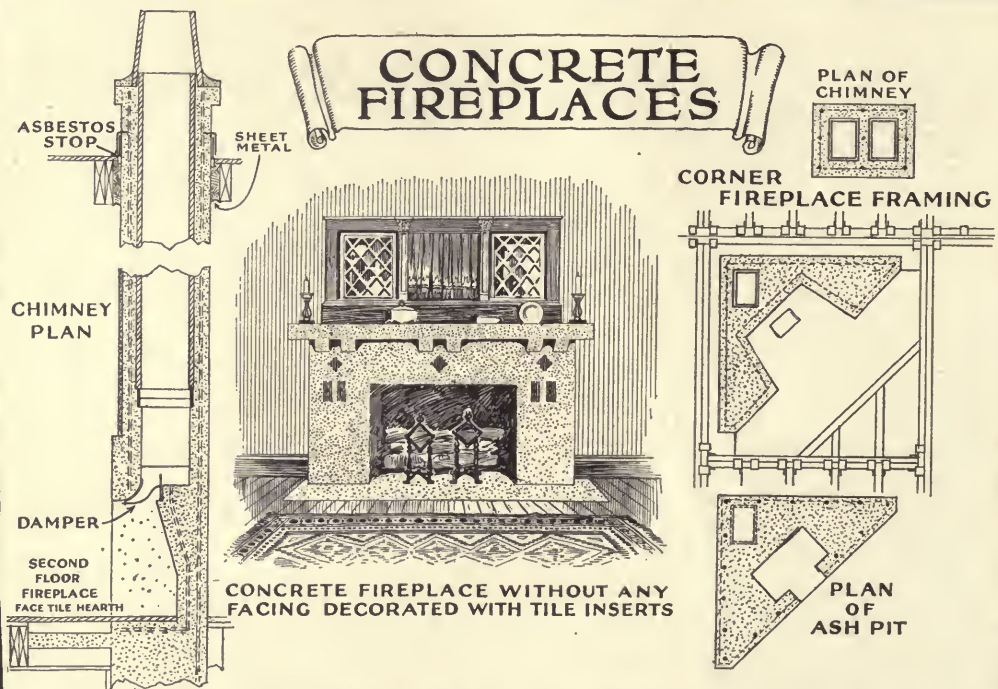 CONCRETE
FIREPLACES
ASBESTOS
STOP
SHEET
METAL
CHIMNEY
PLAN
DAMPER
SECOND
FLOOR
FIREPLACE
FACE TILE HEARTH
CONCRETE FIREPLACE WITHOUT ANY
FACING DECORATED WITH TILE INSERTS
PLAN OF
CHIMNEY
CORNER
FIREPLACE FRAMING
PLAN
OF
ASH PIT